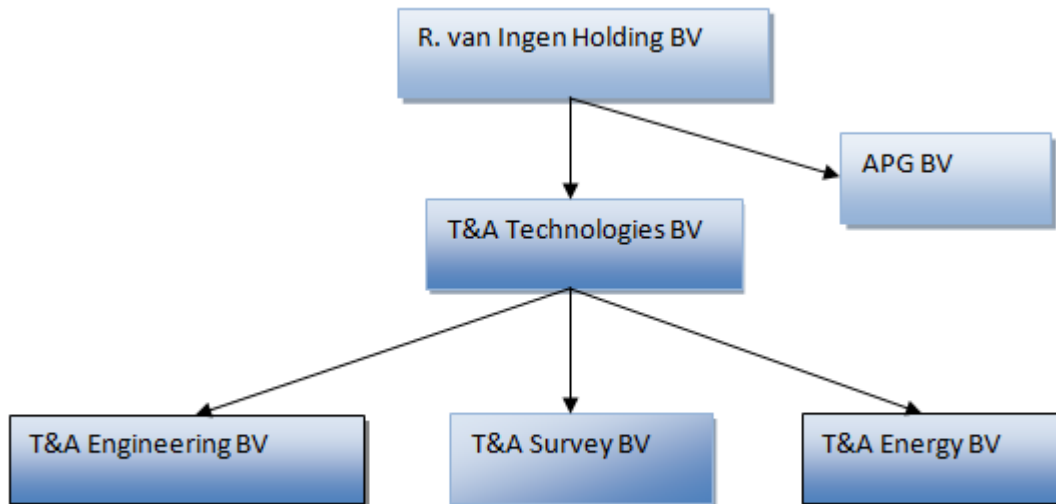 R. van Ingen Holding BV
APG BV
T&A Technologies BV
T&A Engineering BV
T&A Survey BV
T&A Energy BV